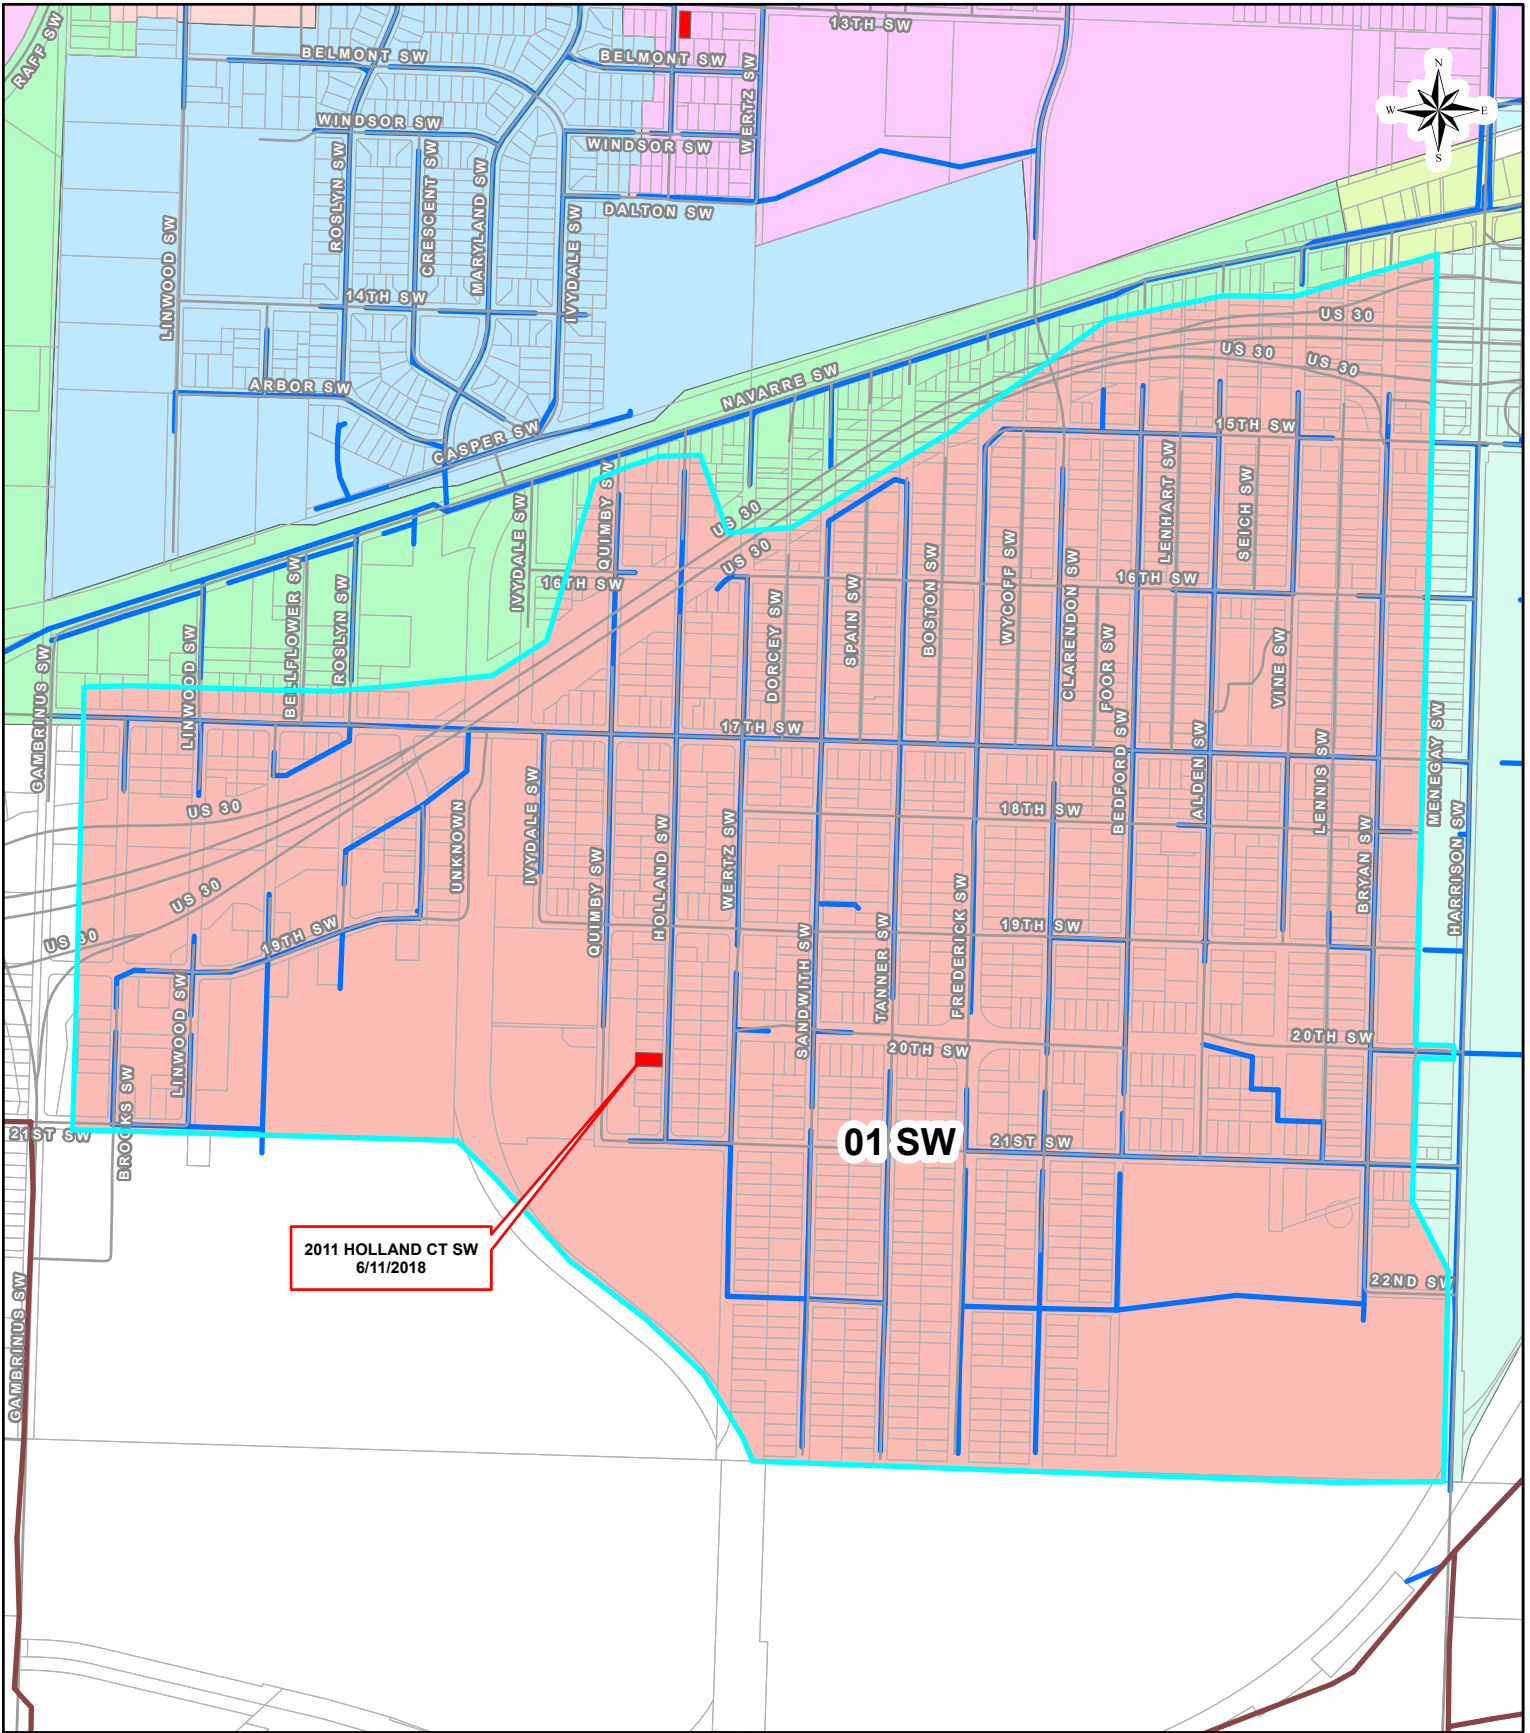 RAFF SW
13TH SW
BELMONT SW
BELMONT SW
WERTZ SW
N
W
E
S
WINDSOR SW
WINDSOR SW
ROSLYN SW
CRESCENT SW
MARYLAND SW
DALTON SW
LINWOOD SW
IVYDALE SW
14TH SW
US 30
US 30
US 30
ARBOR SW
NAVARRE SW
CASPER SW
15TH SW
QUIMBY SW
IVYDALE SW
US 30
US 30
LENHART SW
SEICH SW
16TH SW
16TH SW
BELLFLOWER SW
ROSLYN SW
LINWOOD SW
GAMBRINUS SW
DORCEY SW
SPAIN SW
BOSTON SW
WYCOFF SW
CLARENDON SW
FOOR SW
VINE SW
17TH SW
BEDFORD SW
ALDEN SW
LENNIS SW
MENEGAY SW
US 30
UNKNOWN
IVYDALE SW
18TH SW
QUIMBY SW
HOLLAND SW
WERTZ SW
BRYAN SW
HARRISON SW
US 30
US 30
19TH SW
19TH SW
SANDWITH SW
TANNER SW
FREDERICK SW
LINWOOD SW
BROOKS SW
20TH SW
20TH SW
21ST SW
01 SW
21ST SW
2011 HOLLAND CT SW
6/11/2018
22ND SW
GAMBRINUS SW